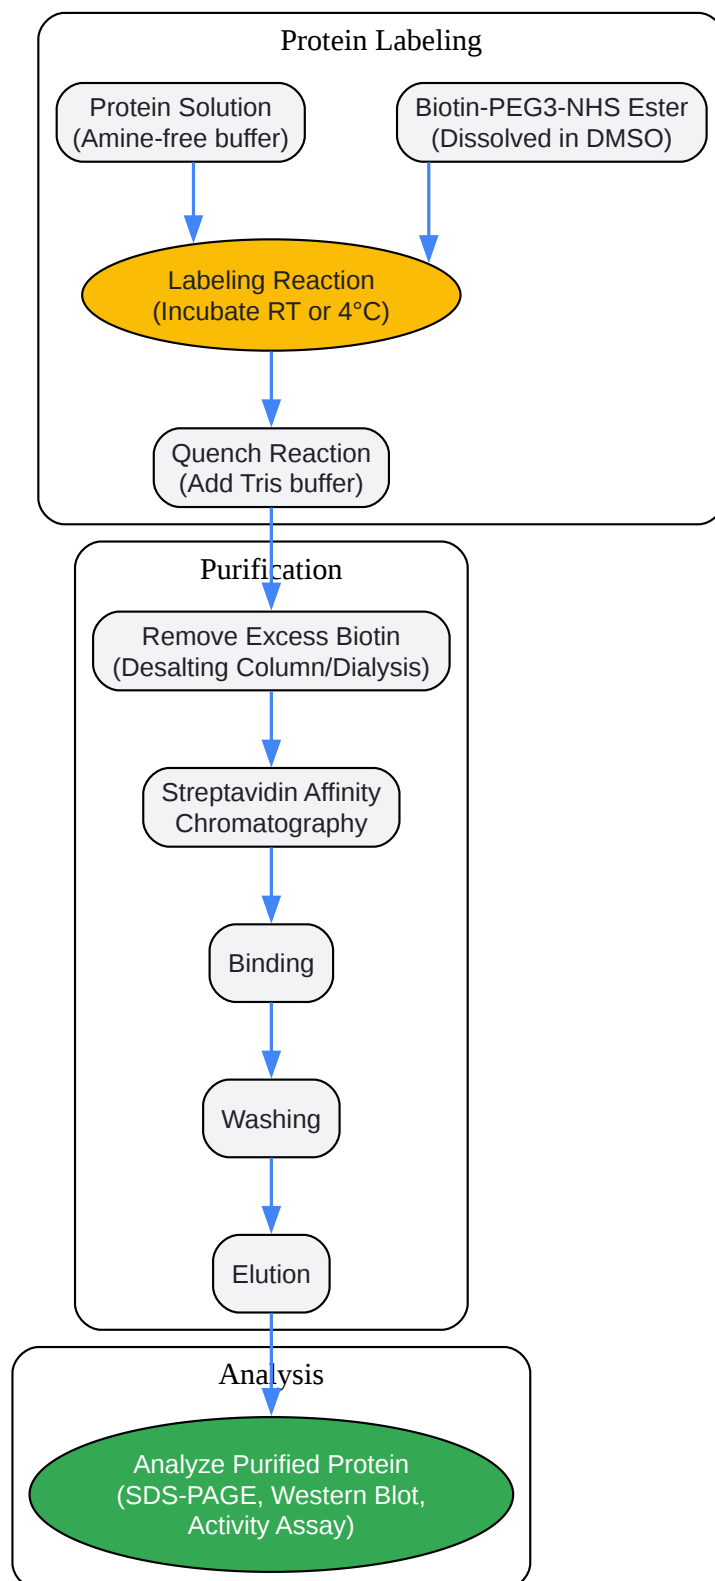 Protein Labeling
Protein Solution
(Amine-free buffer)
Biotin-PEG3-NHS Ester
(Dissolved in DMSO)
Labeling Reaction
(Incubate RT or 4°C)
Quench Reaction
(Add Tris buffer)
Purification
Remove Excess Biotin
(Desalting Column/Dialysis)
Streptavidin Affinity
Chromatography
Binding
Washing
Elution
Analysis
Analyze Purified Protein
(SDS-PAGE, Western Blot,
Activity Assay)